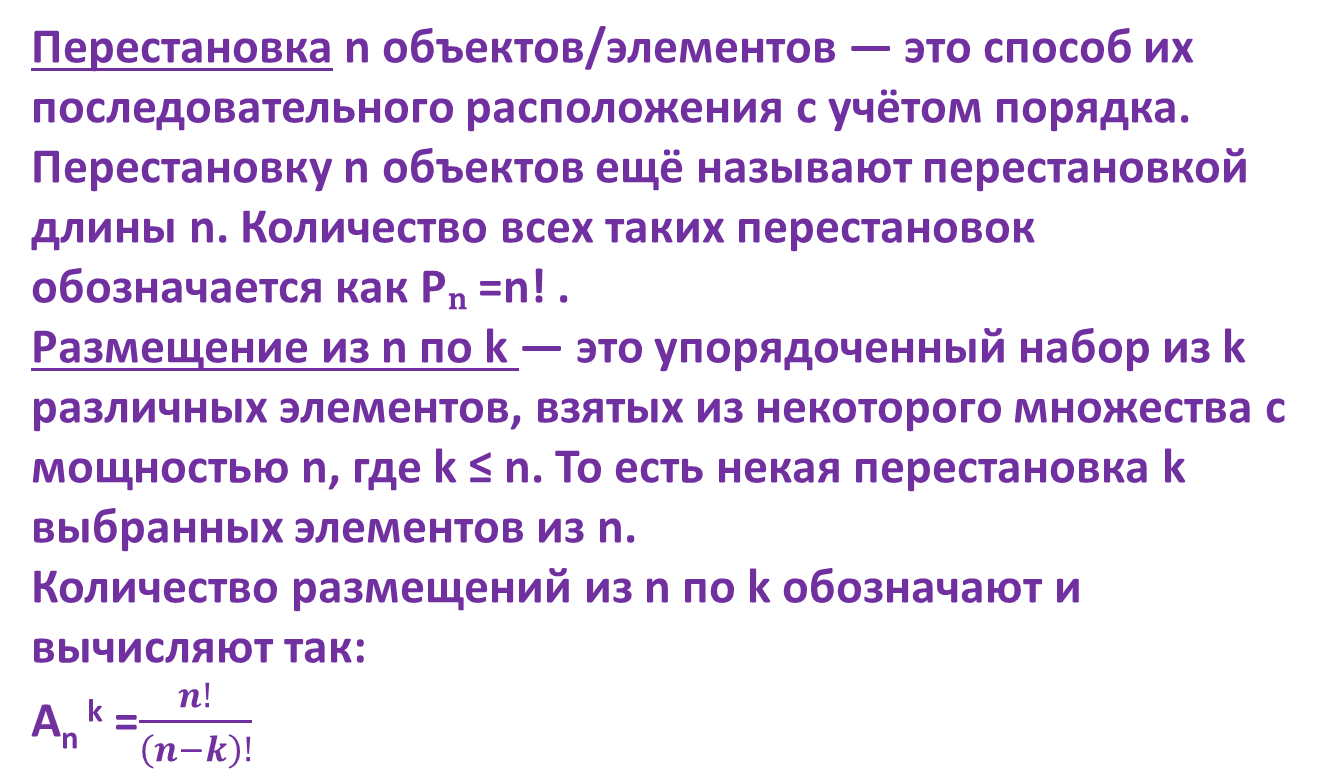 Перестановка n объектов/элементов — это способ их
последовательного расположения с учётом порядка.
Перестановку n объектов ещё называют перестановкой
длины n. Количество всех таких перестановок
обозначается как Pₙ =n! .
Размещение из n по k — это упорядоченный набор из k
различных элементов, взятых из некоторого множества с
мощностью n, где k ≤ n. То есть некая перестановка k
выбранных элементов из n.
Количество размещений из n по k обозначают и
вычисляют так:
Aₙ ᵏ = n! / (n−k)!